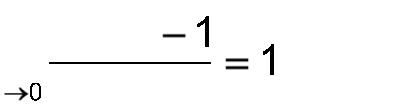 − 1
= 1
→0